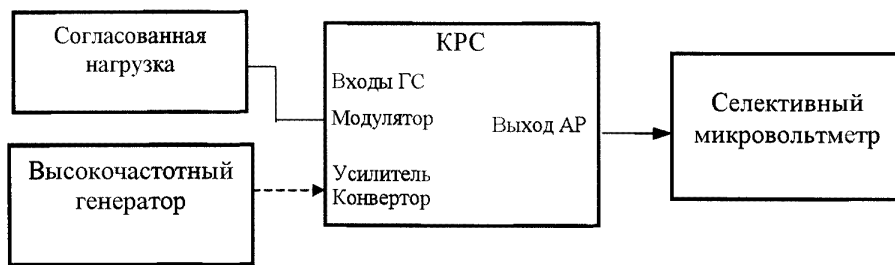 Согласованная
нагрузка
Высокочастотный
генератор
КРС
Входы ГС
Модулятор
Усилитель
Конвертор
Выход АР
Селективный
микровольтметр